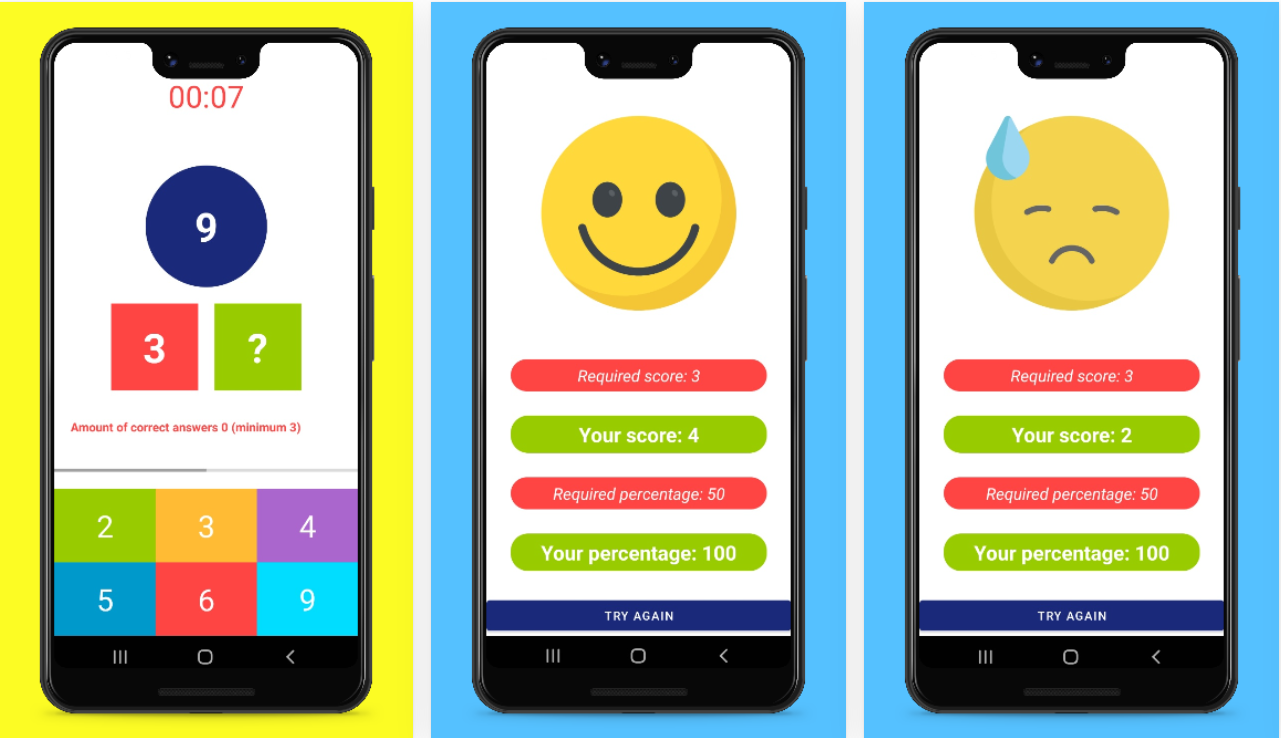 00:07
9
3 ?
Amount of correct answers 0 (minimum 3)
2 3 4
5 6 9
Required score: 3
Your score: 4
Required percentage: 50
Your percentage: 100
TRY AGAIN
Required score: 3
Your score: 2
Required percentage: 50
Your percentage: 100
TRY AGAIN